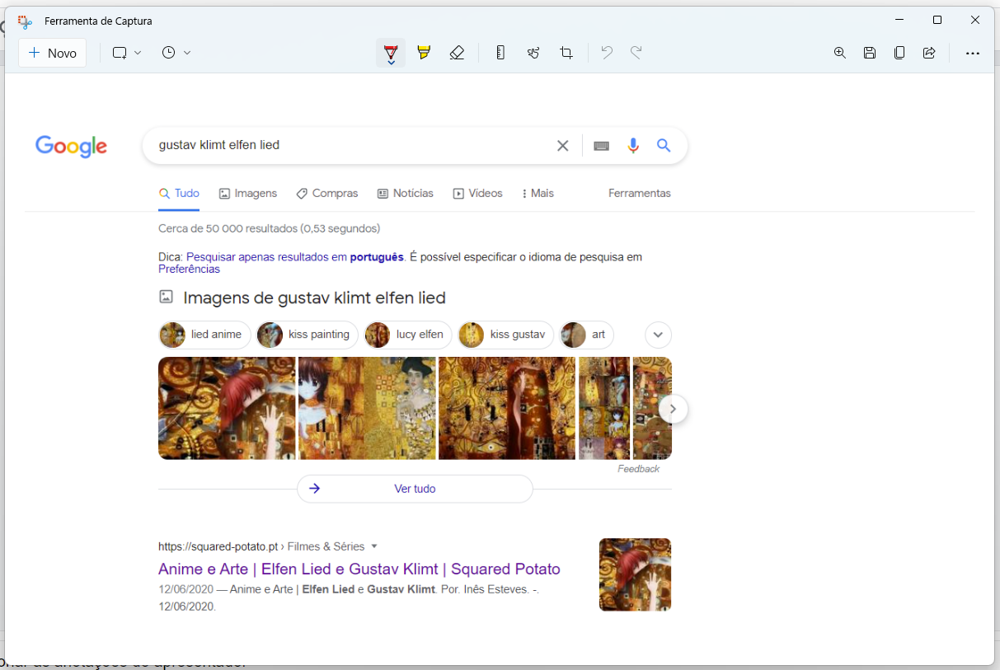 Ferramenta de Captura
Novo
Google
gustav klimt elfen lied
Tudo Imagens Compras Notícias Vídeos Mais Ferramentas
Cerca de 50 000 resultados (0,53 segundos)
Dica: Pesquisar apenas resultados em português. É possível especificar o idioma de pesquisa em
Preferências
Imagens de gustav klimt elfen lied
lied anime kiss painting lucy elfen kiss gustav art
Feedback
Ver tudo
https://squared-potato.pt › Filmes & Séries
Anime e Arte | Elfen Lied e Gustav Klimt | Squared Potato
12/06/2020 — Anime e Arte | Elfen Lied e Gustav Klimt. Por. Inês Esteves. -.
12/06/2020.